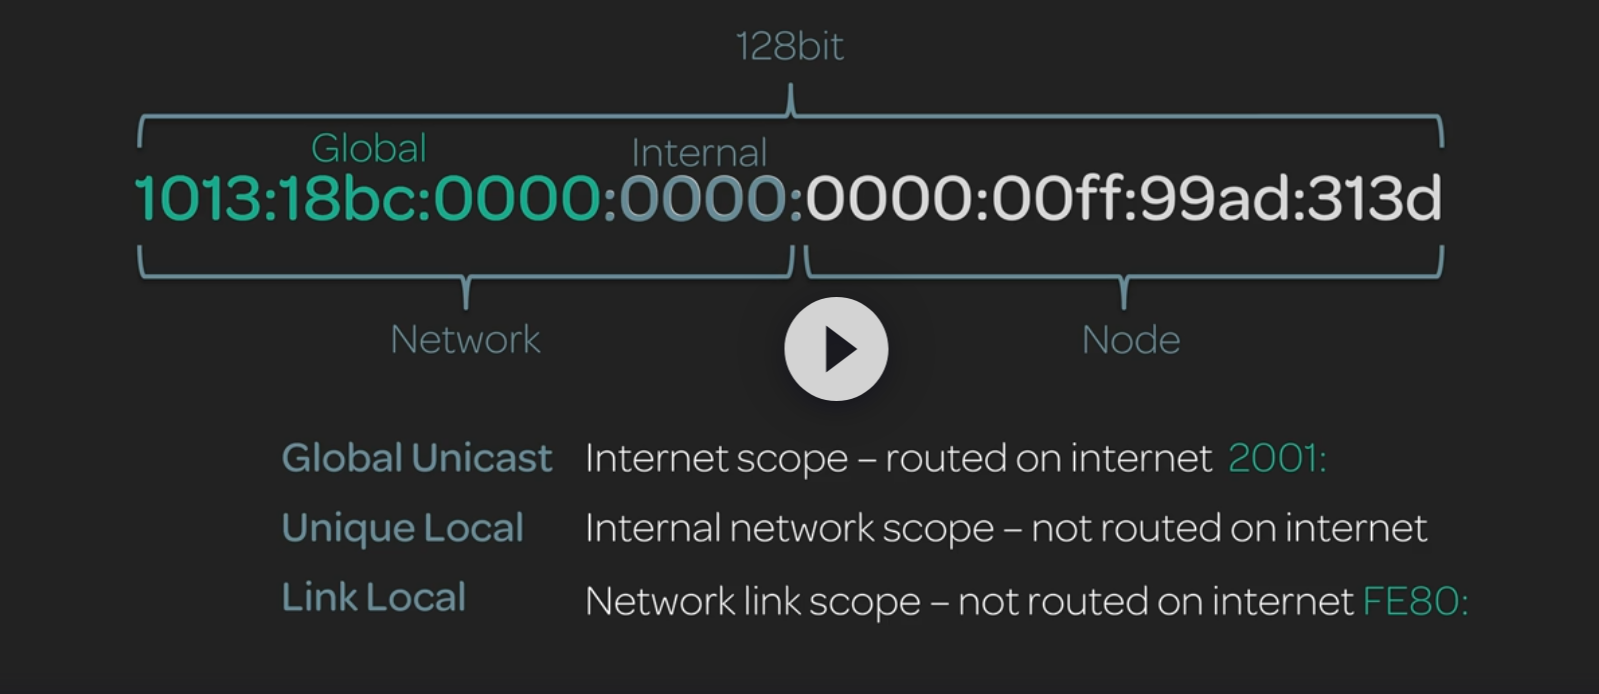 128bit
Global Internal
1013:18bc:0000:0000:0000:00ff:99ad:313d
Network Node
Global Unicast Internet scope – routed on internet 2001:
Unique Local Internal network scope – not routed on internet
Link Local Network link scope – not routed on internet FE80: